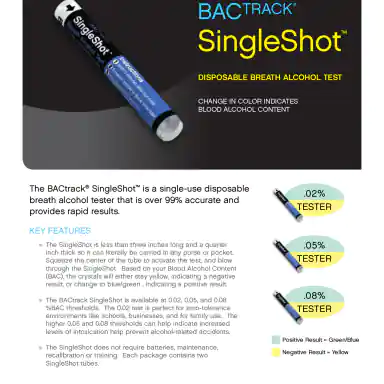 BACTRACK®
SingleShot™
DISPOSABLE BREATH ALCOHOL TEST
CHANGE IN COLOR INDICATES
BLOOD ALCOHOL CONTENT
SingleShot
The BACtrack® SingleShot™ is a single-use disposable
breath alcohol tester that is over 99% accurate and
provides rapid results.
KEY FEATURES
» The SingleShot is less than three inches long and a quarter
inch thick so it can literally be carried in any purse or pocket.
Squeeze the center of the tube to activate the test, and blow
through the SingleShot. Based on your Blood Alcohol Content
(BAC), the crystals will either stay yellow, indicating a negative
result, or change to blue/green, indicating a positive result.
» The BACtrack SingleShot is available at 0.02, 0.05, and 0.08
%BAC thresholds. The 0.02 test is perfect for zero-tolerance
environments like schools, businesses, and for family use. The
higher 0.05 and 0.08 thresholds can help indicate increased
levels of intoxication help prevent alcohol-related accidents.
» The SingleShot does not require batteries, maintenance,
recalibration or training. Each package contains two
SingleShot tubes.
.02%
TESTER
.05%
TESTER
.08%
TESTER
Positive Result = Green/Blue
Negative Result = Yellow